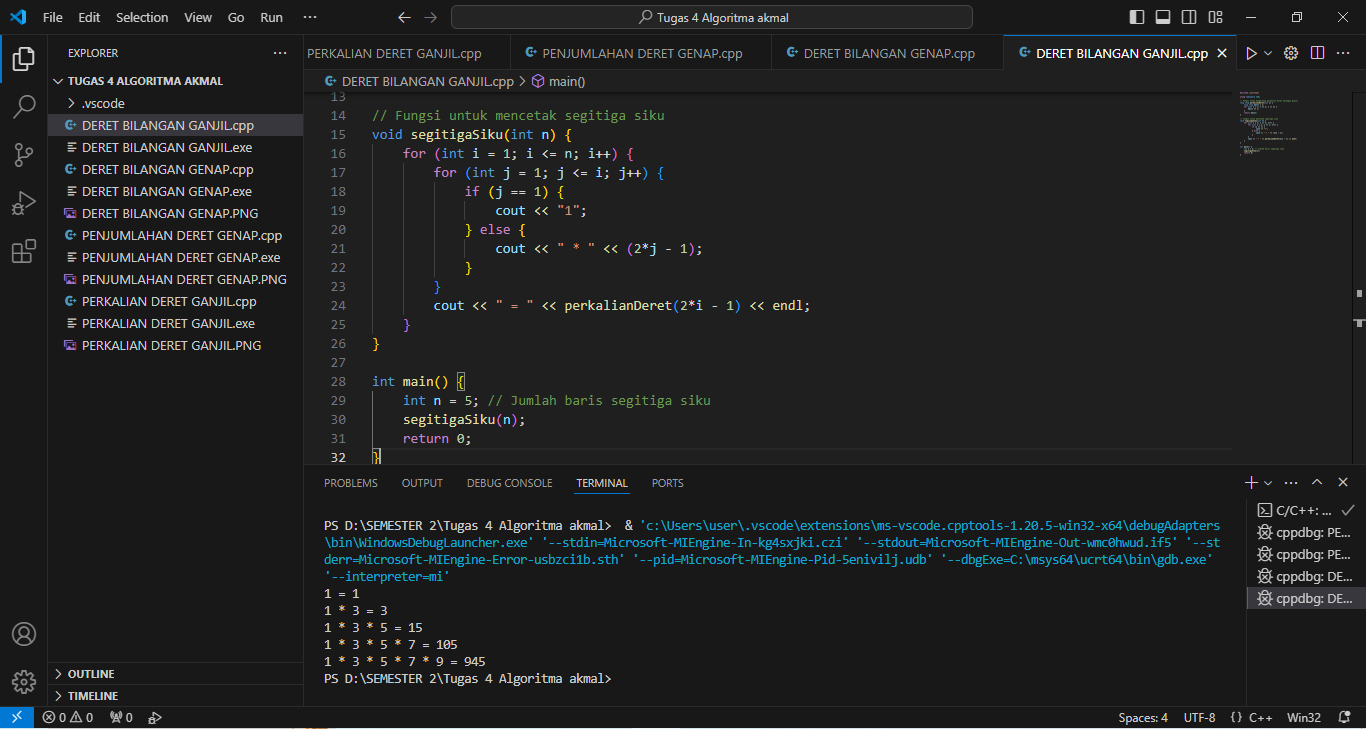 File Edit Selection View Go Run ··· Tugas 4 Algoritma akmal
EXPLORER ···
TUGAS 4 ALGORITMA AKMAL
.vscode
DERET BILANGAN GANJIL.cpp
DERET BILANGAN GANJIL.exe
DERET BILANGAN GENAP.cpp
DERET BILANGAN GENAP.exe
DERET BILANGAN GENAP.PNG
PENJUMLAHAN DERET GENAP.cpp
PENJUMLAHAN DERET GENAP.exe
PENJUMLAHAN DERET GENAP.PNG
PERKALIAN DERET GANJIL.cpp
PERKALIAN DERET GANJIL.exe
PERKALIAN DERET GANJIL.PNG
OUTLINE
TIMELINE
PERKALIAN DERET GANJIL.cpp PENJUMLAHAN DERET GENAP.cpp DERET BILANGAN GENAP.cpp DERET BILANGAN GANJIL.cpp
DERET BILANGAN GANJIL.cpp > main()
13
14 // Fungsi untuk mencetak segitiga siku
15 void segitigaSiku(int n) {
16 for (int i = 1; i <= n; i++) {
17 for (int j = 1; j <= i; j++) {
18 if (j == 1) {
19 cout << "1";
20 } else {
21 cout << " * " << (2*j - 1);
22 }
23 }
24 cout << " = " << perkalianDeret(2*i - 1) << endl;
25 }
26 }
27
28 int main() {
29 int n = 5; // Jumlah baris segitiga siku
30 segitigaSiku(n);
31 return 0;
32 }
PROBLEMS OUTPUT DEBUG CONSOLE TERMINAL PORTS
PS D:\SEMESTER 2\Tugas 4 Algoritma akmal> & 'c:\Users\user\.vscode\extensions\ms-vscode.cpptools-1.20.5-win32-x64\debugAdapters
\bin\WindowsDebugLauncher.exe' '--stdin=Microsoft-MIEngine-In-kg4sxjki.czi' '--stdout=Microsoft-MIEngine-Out-wmc0hwud.if5' '--st
derr=Microsoft-MIEngine-Error-usbzci1b.sth' '--pid=Microsoft-MIEngine-Pid-5enivilj.udb' '--dbgExe=C:\msys64\ucrt64\bin\gdb.exe'
'--interpreter=mi'
1 = 1
1 * 3 = 3
1 * 3 * 5 = 15
1 * 3 * 5 * 7 = 105
1 * 3 * 5 * 7 * 9 = 945
PS D:\SEMESTER 2\Tugas 4 Algoritma akmal>
C/C++: ...
cppdbg: PE...
cppdbg: PE...
cppdbg: DE...
cppdbg: DE...
0 0 0 Spaces: 4 UTF-8 {} C++ Win32